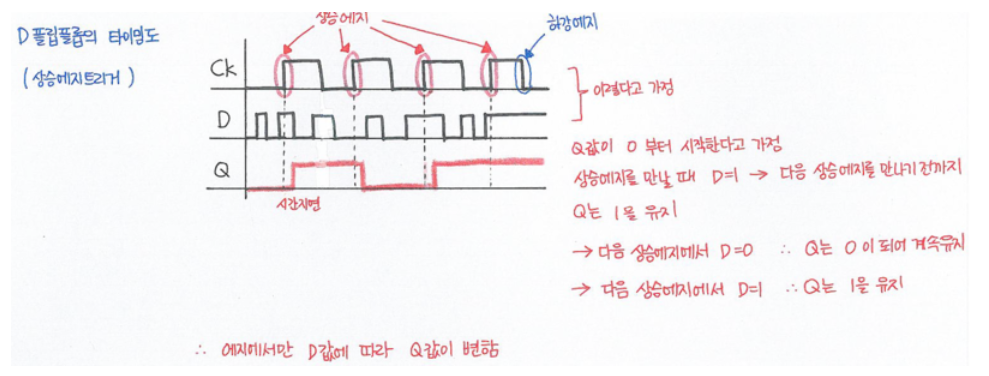 상승에지
하강에지
D 플립플롭의 타이밍도
(상승에지트리거)
Ck
D
Q
시간지연
이렇다고 가정
Q값이 0 부터 시작한다고 가정
상승에지를 만날 때 D=1 → 다음 상승에지를 만나기 전까지
Q는 1을 유지
→ 다음 상승에지에서 D=0 ∴ Q는 0이 되어 계속유지
→ 다음 상승에지에서 D=1 ∴ Q는 1을 유지
∴ 에지에서만 D값에 따라 Q값이 변함